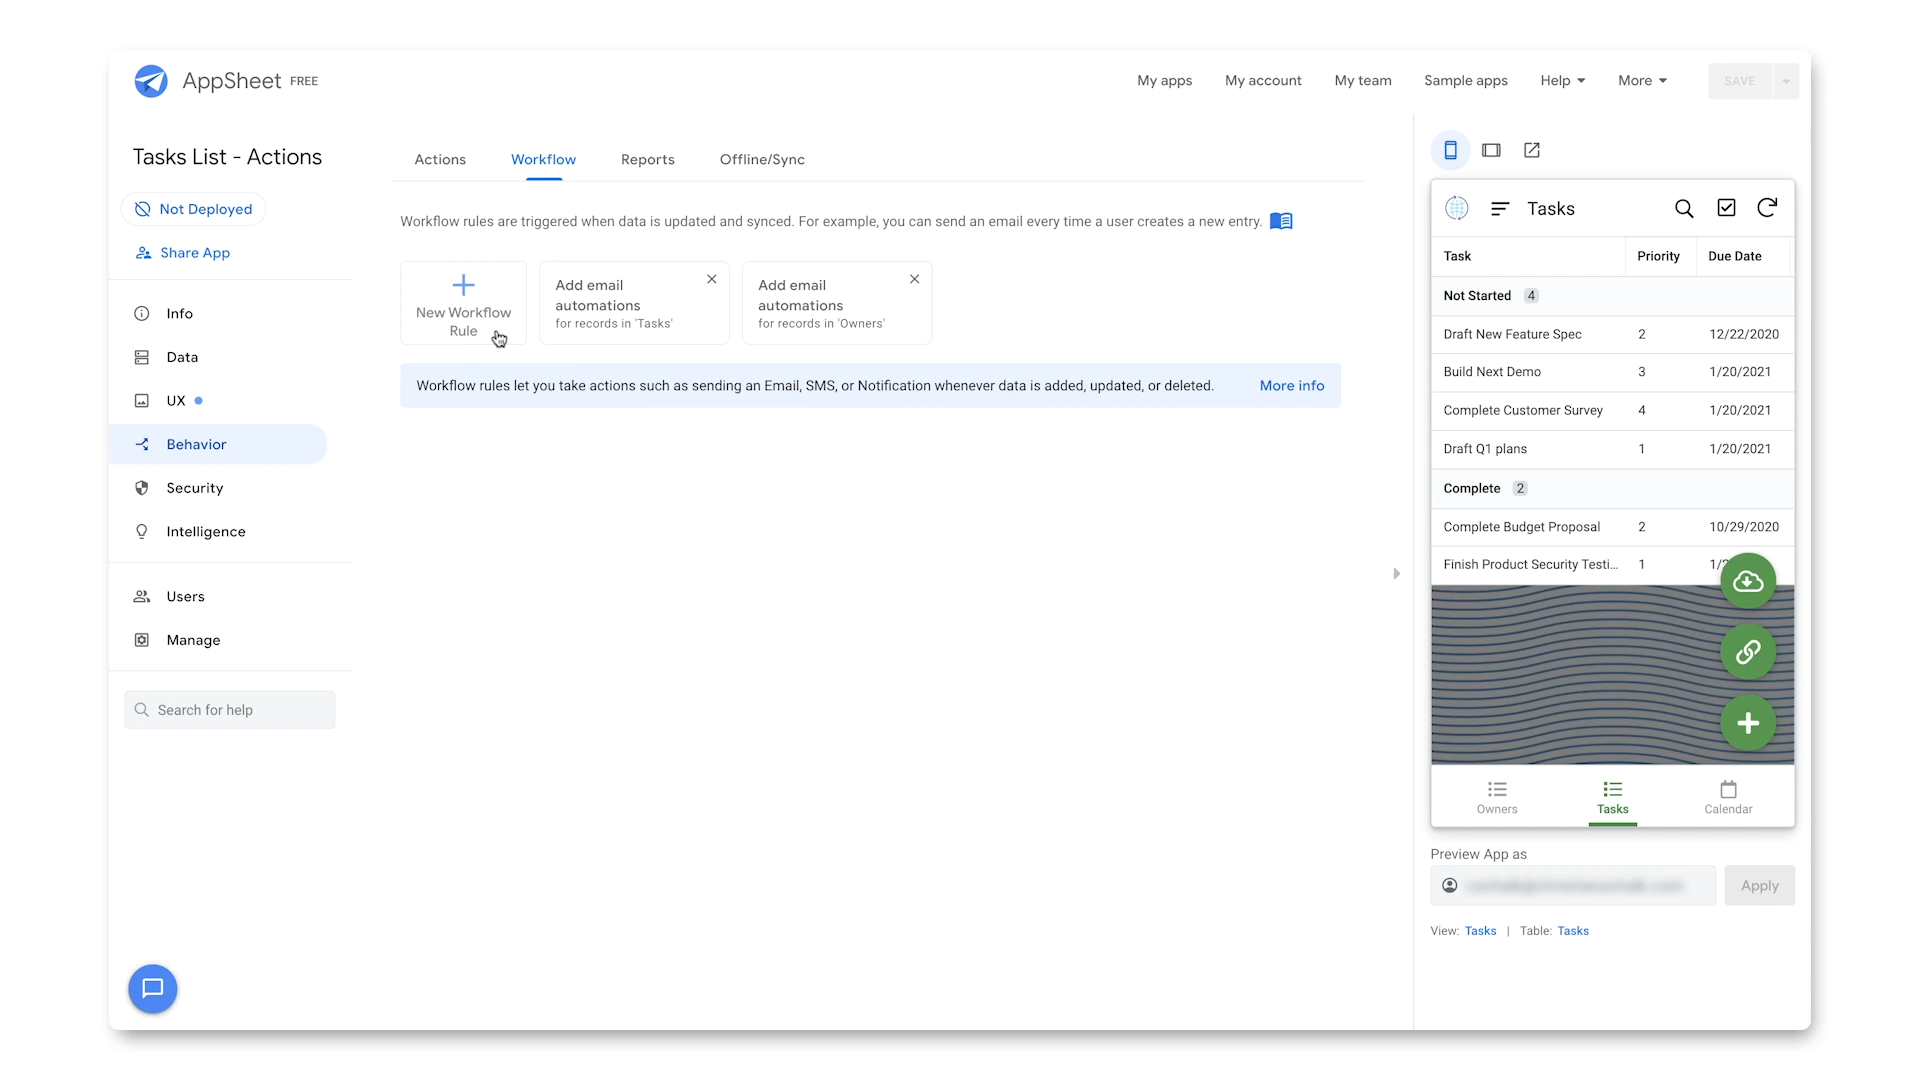 AppSheet FREE
My apps
My account
My team
Sample apps
Help
More
SAVE
Tasks List - Actions
Not Deployed
Share App
Info
Data
UX
Behavior
Security
Intelligence
Users
Manage
Search for help
Actions
Workflow
Reports
Offline/Sync
Workflow rules are triggered when data is updated and synced. For example, you can send an email every time a user creates a new entry.
New Workflow
Rule
Add email
automations
for records in 'Tasks'
Add email
automations
for records in 'Owners'
Workflow rules let you take actions such as sending an Email, SMS, or Notification whenever data is added, updated, or deleted. More info
Tasks
Task Priority Due Date
Not Started 4
Draft New Feature Spec 2 12/22/2020
Build Next Demo 3 1/20/2021
Complete Customer Survey 4 1/20/2021
Draft Q1 plans 1 1/20/2021
Complete 2
Complete Budget Proposal 2 10/29/2020
Finish Product Security Testi... 1
Owners
Tasks
Calendar
Preview App as
Apply
View: Tasks | Table: Tasks